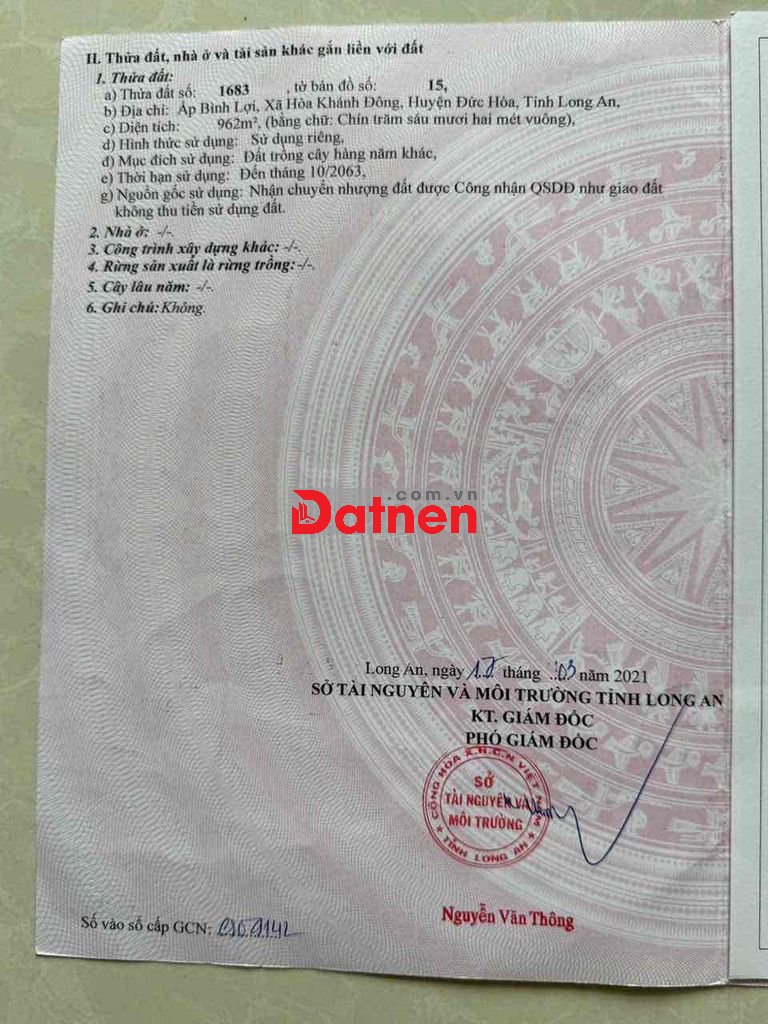 II. Thửa đất, nhà ở và tài sản khác gắn liền với đất
1. Thửa đất:
a) Thửa đất số: 1683 , tờ bản đồ số: 15,
b) Địa chỉ: Ấp Bình Lợi, Xã Hòa Khánh Đông, Huyện Đức Hòa, Tỉnh Long An,
c) Diện tích: 962m², (bằng chữ: Chín trăm sáu mươi hai mét vuông),
d) Hình thức sử dụng: Sử dụng riêng,
đ) Mục đích sử dụng: Đất trồng cây hàng năm khác,
e) Thời hạn sử dụng: Đến tháng 10/2063,
g) Nguồn gốc sử dụng: Nhận chuyển nhượng đất được Công nhận QSDĐ như giao đất
không thu tiền sử dụng đất.
2. Nhà ở: -/-.
3. Công trình xây dựng khác: -/-.
4. Rừng sản xuất là rừng trồng: -/-.
5. Cây lâu năm: -/-.
6. Ghi chú: Không.
.com.vn
Datnen
Long An, ngày tháng 03 năm 2021
SỞ TÀI NGUYÊN VÀ MÔI TRƯỜNG TỈNH LONG AN
KT. GIÁM ĐỐC
PHÓ GIÁM ĐỐC
CỘNG HÒA X.H.C.N VIỆT NAM
SỞ
TÀI NGUYÊN VÀ
MÔI TRƯỜNG
TỈNH LONG AN
Nguyễn Văn Thông
Số vào sổ cấp GCN: